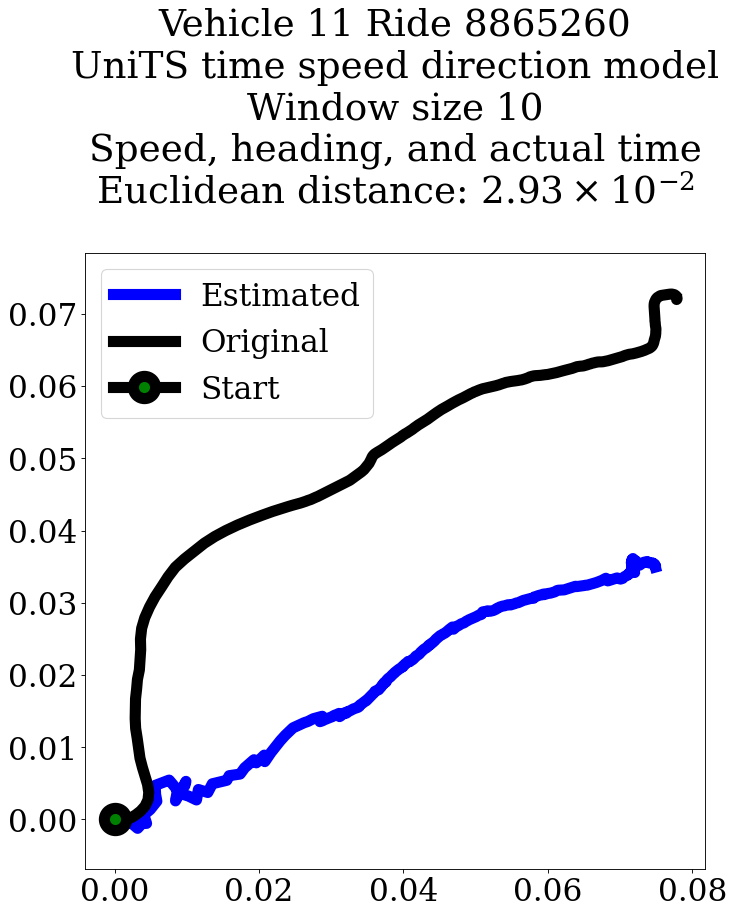 Vehicle 11 Ride 8865260
UniTS time speed direction model
Window size 10
Speed, heading, and actual time
Euclidean distance: 2.93 × 10⁻²
Estimated
Original
Start
0.07
0.06
0.05
0.04
0.03
0.02
0.01
0.00
0.00 0.02 0.04 0.06 0.08